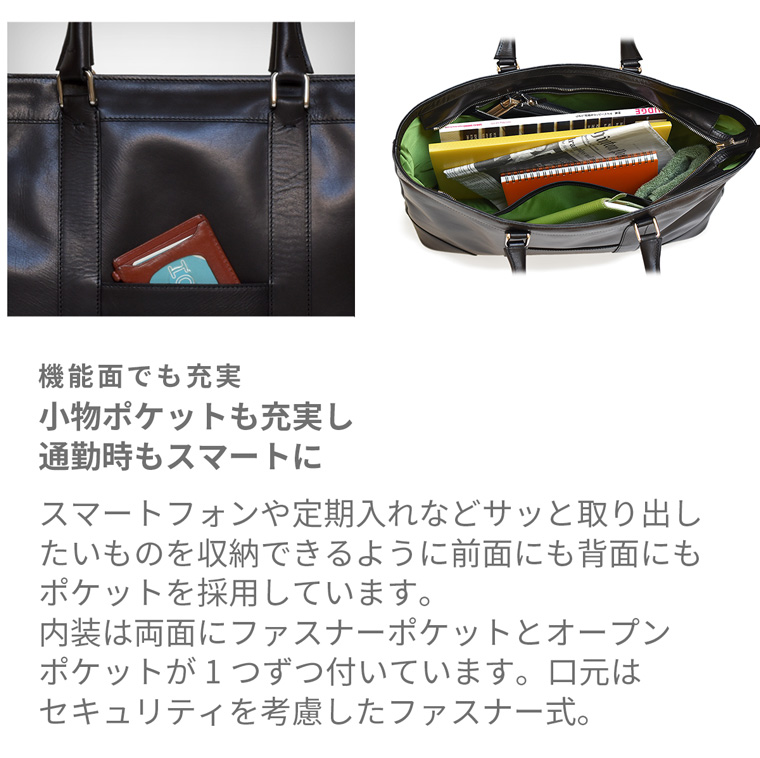 機能面でも充実
小物ポケットも充実し
通勤時もスマートに
スマートフォンや定期入れなどサッと取り出し
たいものを収納できるように前面にも背面にも
ポケットを採用しています。
内装は両面にファスナーポケットとオープン
ポケットが1つずつ付いています。口元は
セキュリティを考慮したファスナー式。